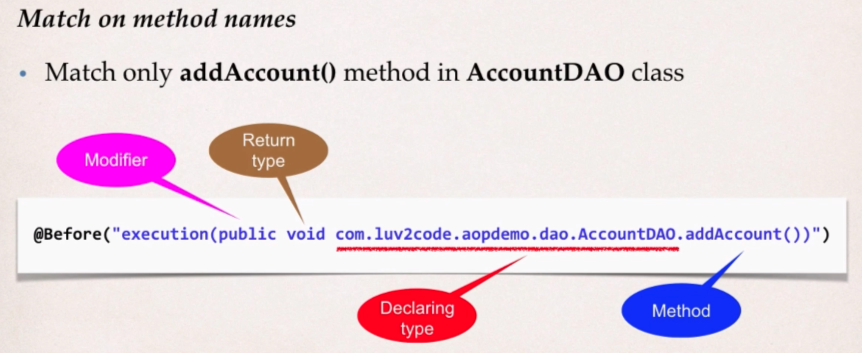 Match on method names
• Match only addAccount() method in AccountDAO class
Modifier
Return
type
@Before("execution(public void com.luv2code.aopdemo.dao.AccountDAO.addAccount())")
Declaring
type
Method